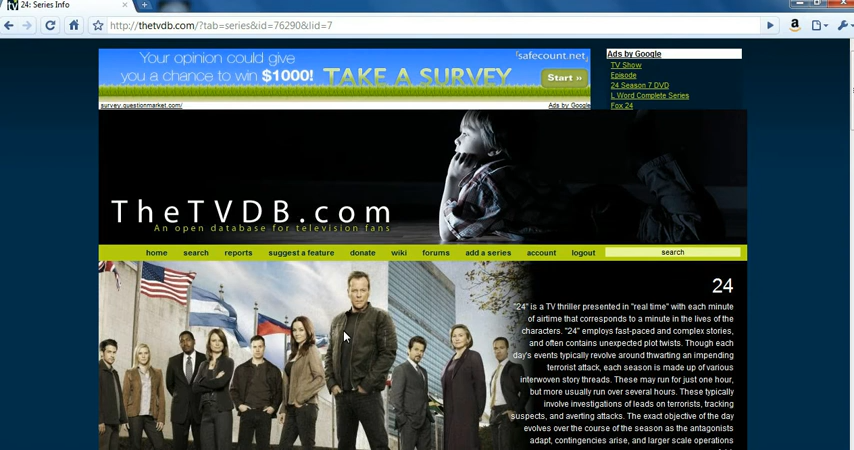 24: Series Info
http://thetvdb.com/?tab=series&id=76290&lid=7
Your opinion could give
you a chance to win $1000!
TAKE A SURVEY
safecount.net
Start »
survey.questionmarket.com/
Ads by Google
Ads by Google
TV Show
Episode
24 Season 7 DVD
L Word Complete Series
Fox 24
TheTVDB.com
An open database for television fans
home search reports suggest a feature donate wiki forums add a series account logout search
24
"24" is a TV thriller presented in "real time" with each minute
of airtime that corresponds to a minute in the lives of the
characters. "24" employs fast-paced and complex stories,
and often contains unexpected plot twists. Though each
day's events typically revolve around thwarting an impending
terrorist attack, each season is made up of various
interwoven story threads. These may run for just one hour,
but more usually run over several hours. These typically
involve investigations of leads on terrorists, tracking
suspects, and averting attacks. The exact objective of the day
evolves over the course of the season as the antagonists
adapt, contingencies arise, and larger scale operations